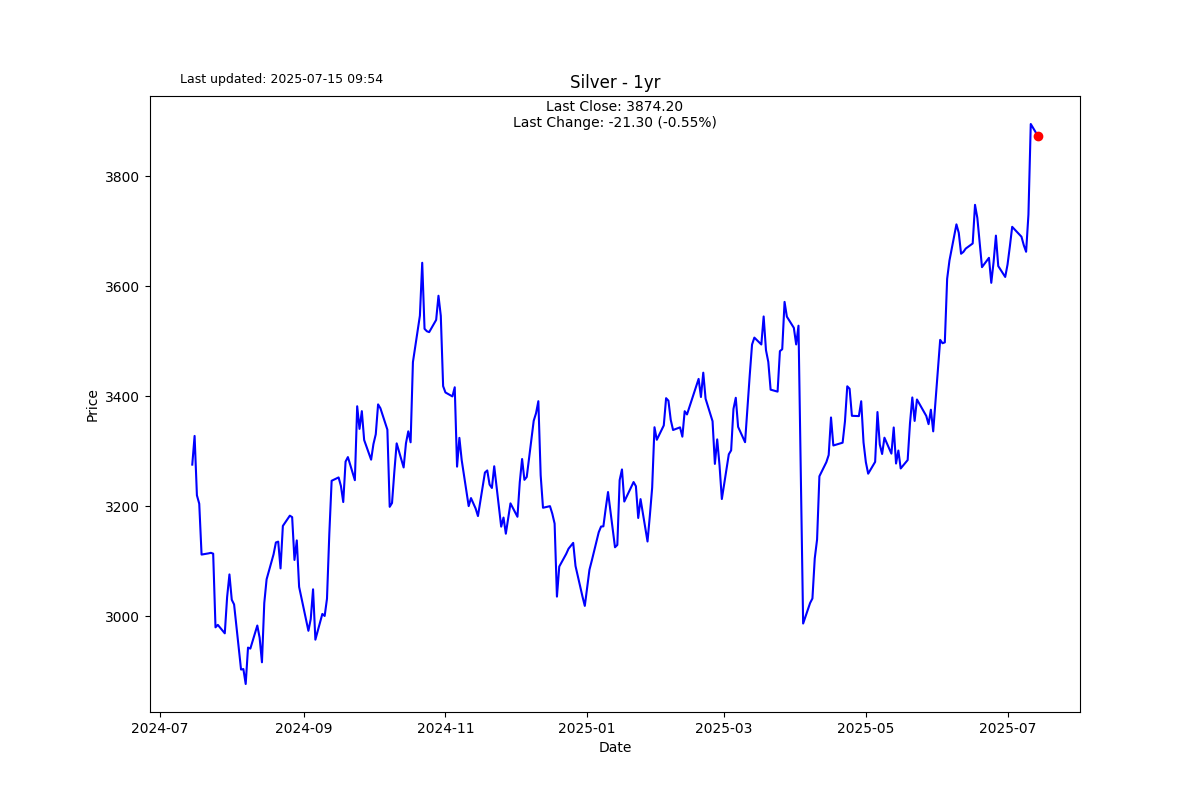 Last updated: 2025-07-15 09:54
Silver - 1yr
Last Close: 3874.20
Last Change: -21.30 (-0.55%)
Price
3800
3600
3400
3200
3000
2024-07
2024-09
2024-11
2025-01
2025-03
2025-05
2025-07
Date